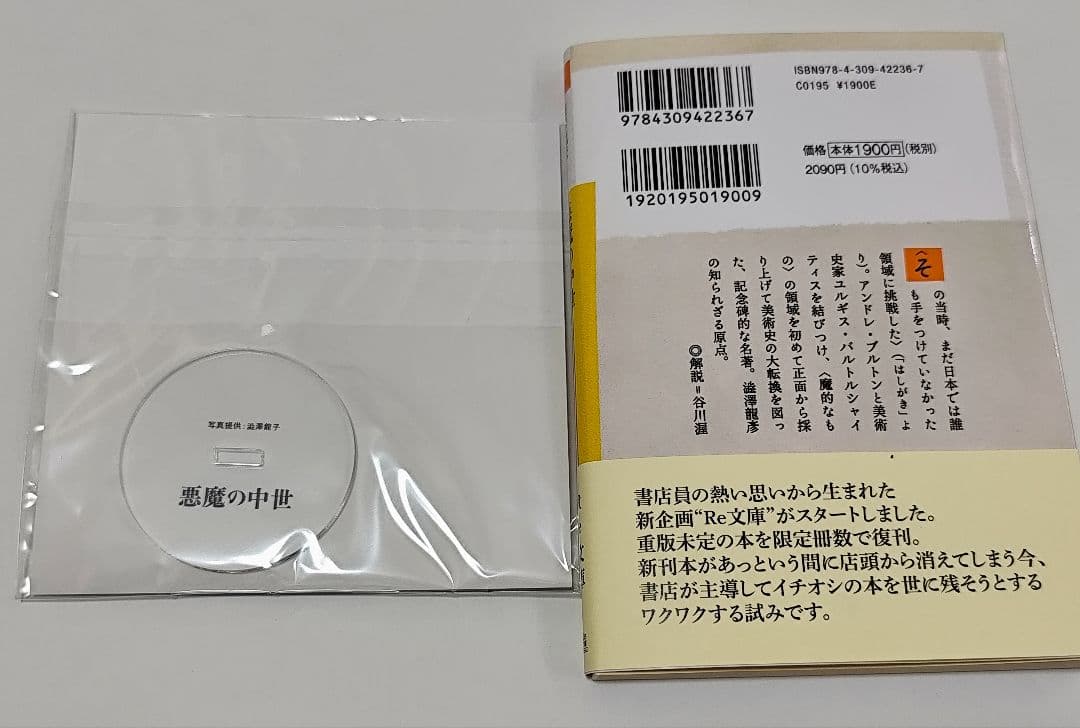 写真提供：澁澤龍子
悪魔の中世
ISBN978-4-309-42236-7
C0195 ¥1900E
9784309422367
価格 本体1900円(税別)
2090円(10%税込)
1920195019009
〈そ
の当時、まだ日本では誰
も手をつけていなかった
領域に挑戦した〉（「はしがき」よ
り）。アンドレ・ブルトンと美術
史家ユルギス・バルトルシャイ
ティスを結びつけ、〈魔的なも
の〉の領域を初めて正面から採
り上げて美術史の大転換を図っ
た、記念碑的な名著。澁澤龍彦
の知られざる原点。
◎解説＝谷川渥
書店員の熱い思いから生まれた
新企画“Re文庫”がスタートしました。
重版未定の本を限定冊数で復刊。
新刊本があっという間に店頭から消えてしまう今、
書店が主導してイチオシの本を世に残そうとする
ワクワクする試みです。